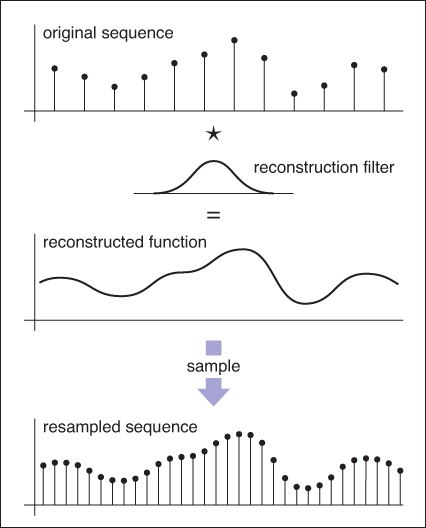 original sequence
★
reconstruction filter
=
reconstructed function
sample
resampled sequence